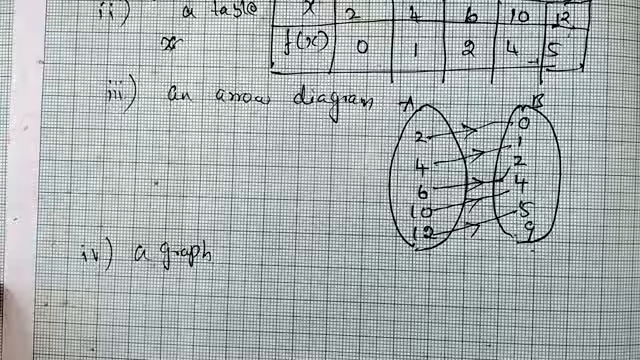 ii) a table x 2 4 6 10 12
x f(x) 0 1 2 4 5
iii) an arrow diagram A B
2 0
4 1
6 2
10 4
12 5
9
iv) a graph